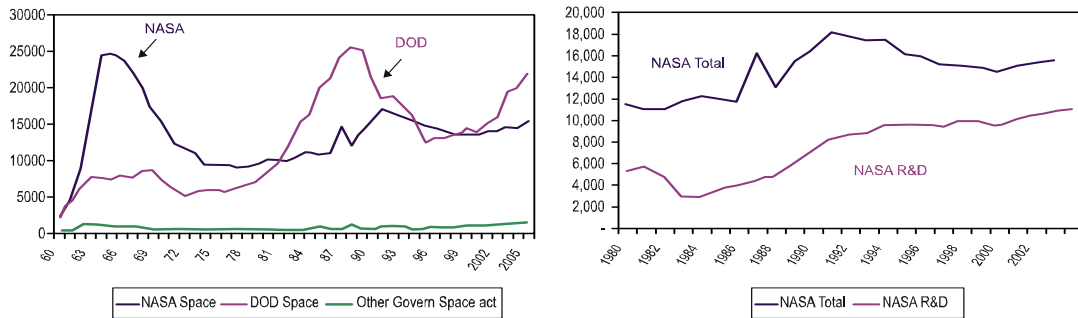 30000
25000
20000
15000
10000
5000
0
NASA
DOD
60 63 66 69 72 75 78 81 84 87 90 93 96 99 2002 2005
NASA Space DOD Space Other Govern Space act
20,000
18,000
16,000
14,000
12,000
10,000
8,000
6,000
4,000
2,000
-
NASA Total
NASA R&D
1980 1982 1984 1986 1988 1990 1992 1994 1996 1998 2000 2002
NASA Total NASA R&D